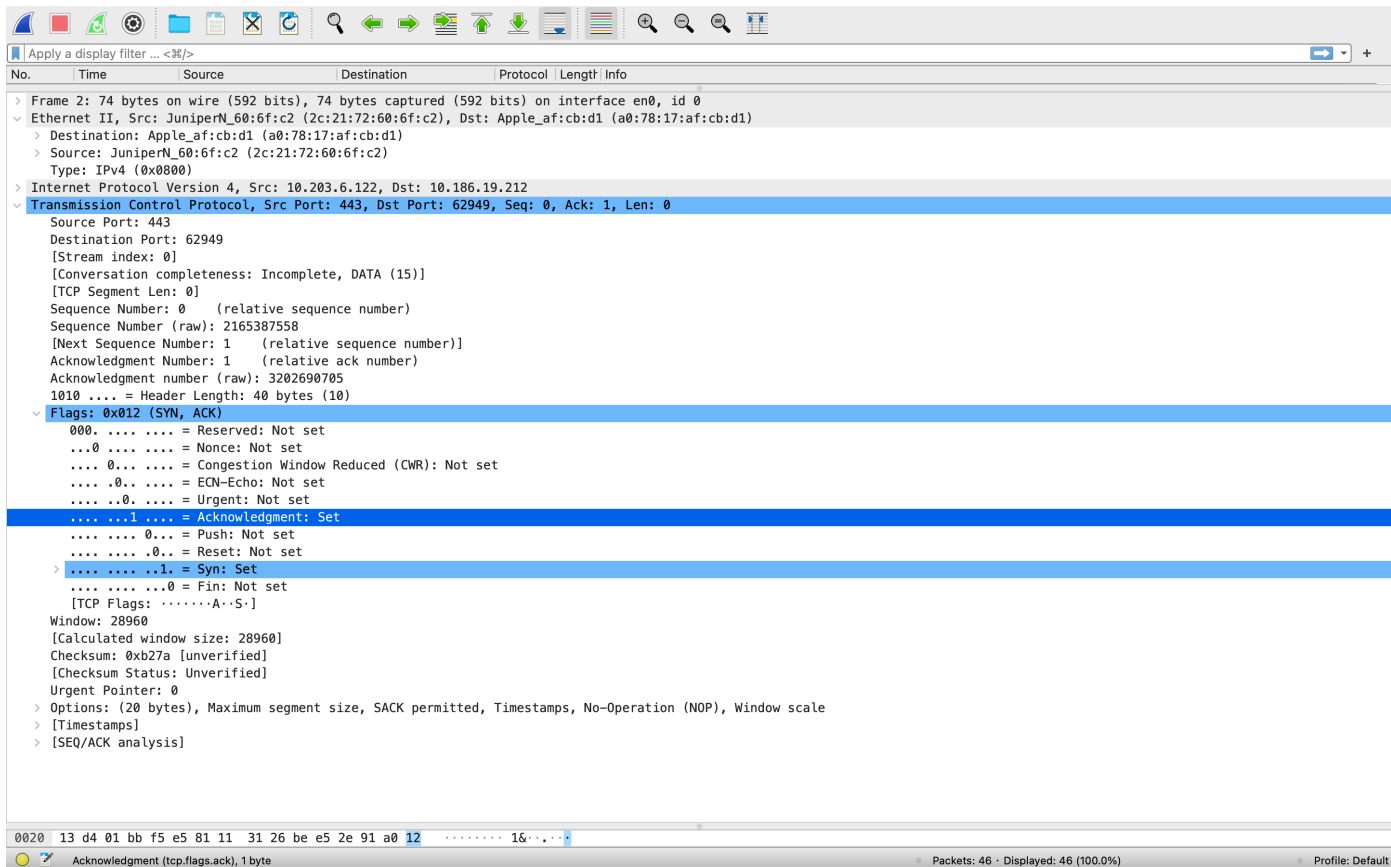 Apply a display filter ... <⌘/>
+
No. Time Source Destination Protocol Length Info
Frame 2: 74 bytes on wire (592 bits), 74 bytes captured (592 bits) on interface en0, id 0
Ethernet II, Src: JuniperN_60:6f:c2 (2c:21:72:60:6f:c2), Dst: Apple_af:cb:d1 (a0:78:17:af:cb:d1)
Destination: Apple_af:cb:d1 (a0:78:17:af:cb:d1)
Source: JuniperN_60:6f:c2 (2c:21:72:60:6f:c2)
Type: IPv4 (0x0800)
Internet Protocol Version 4, Src: 10.203.6.122, Dst: 10.186.19.212
Transmission Control Protocol, Src Port: 443, Dst Port: 62949, Seq: 0, Ack: 1, Len: 0
Source Port: 443
Destination Port: 62949
[Stream index: 0]
[Conversation completeness: Incomplete, DATA (15)]
[TCP Segment Len: 0]
Sequence Number: 0    (relative sequence number)
Sequence Number (raw): 2165387558
[Next Sequence Number: 1    (relative sequence number)]
Acknowledgment Number: 1    (relative ack number)
Acknowledgment number (raw): 3202690705
1010 .... = Header Length: 40 bytes (10)
Flags: 0x012 (SYN, ACK)
000. .... .... = Reserved: Not set
...0 .... .... = Nonce: Not set
.... 0... .... = Congestion Window Reduced (CWR): Not set
.... .0.. .... = ECN-Echo: Not set
.... ..0. .... = Urgent: Not set
.... ...1 .... = Acknowledgment: Set
.... .... 0... = Push: Not set
.... .... .0.. = Reset: Not set
.... .... ..1. = Syn: Set
.... .... ...0 = Fin: Not set
[TCP Flags: ·······A··S·]
Window: 28960
[Calculated window size: 28960]
Checksum: 0xb27a [unverified]
[Checksum Status: Unverified]
Urgent Pointer: 0
Options: (20 bytes), Maximum segment size, SACK permitted, Timestamps, No-Operation (NOP), Window scale
[Timestamps]
[SEQ/ACK analysis]
0020 13 d4 01 bb f5 e5 81 11 31 26 be e5 2e 91 a0 12 ········ 1&··.···
Acknowledgment (tcp.flags.ack), 1 byte Packets: 46 · Displayed: 46 (100.0%) Profile: Default